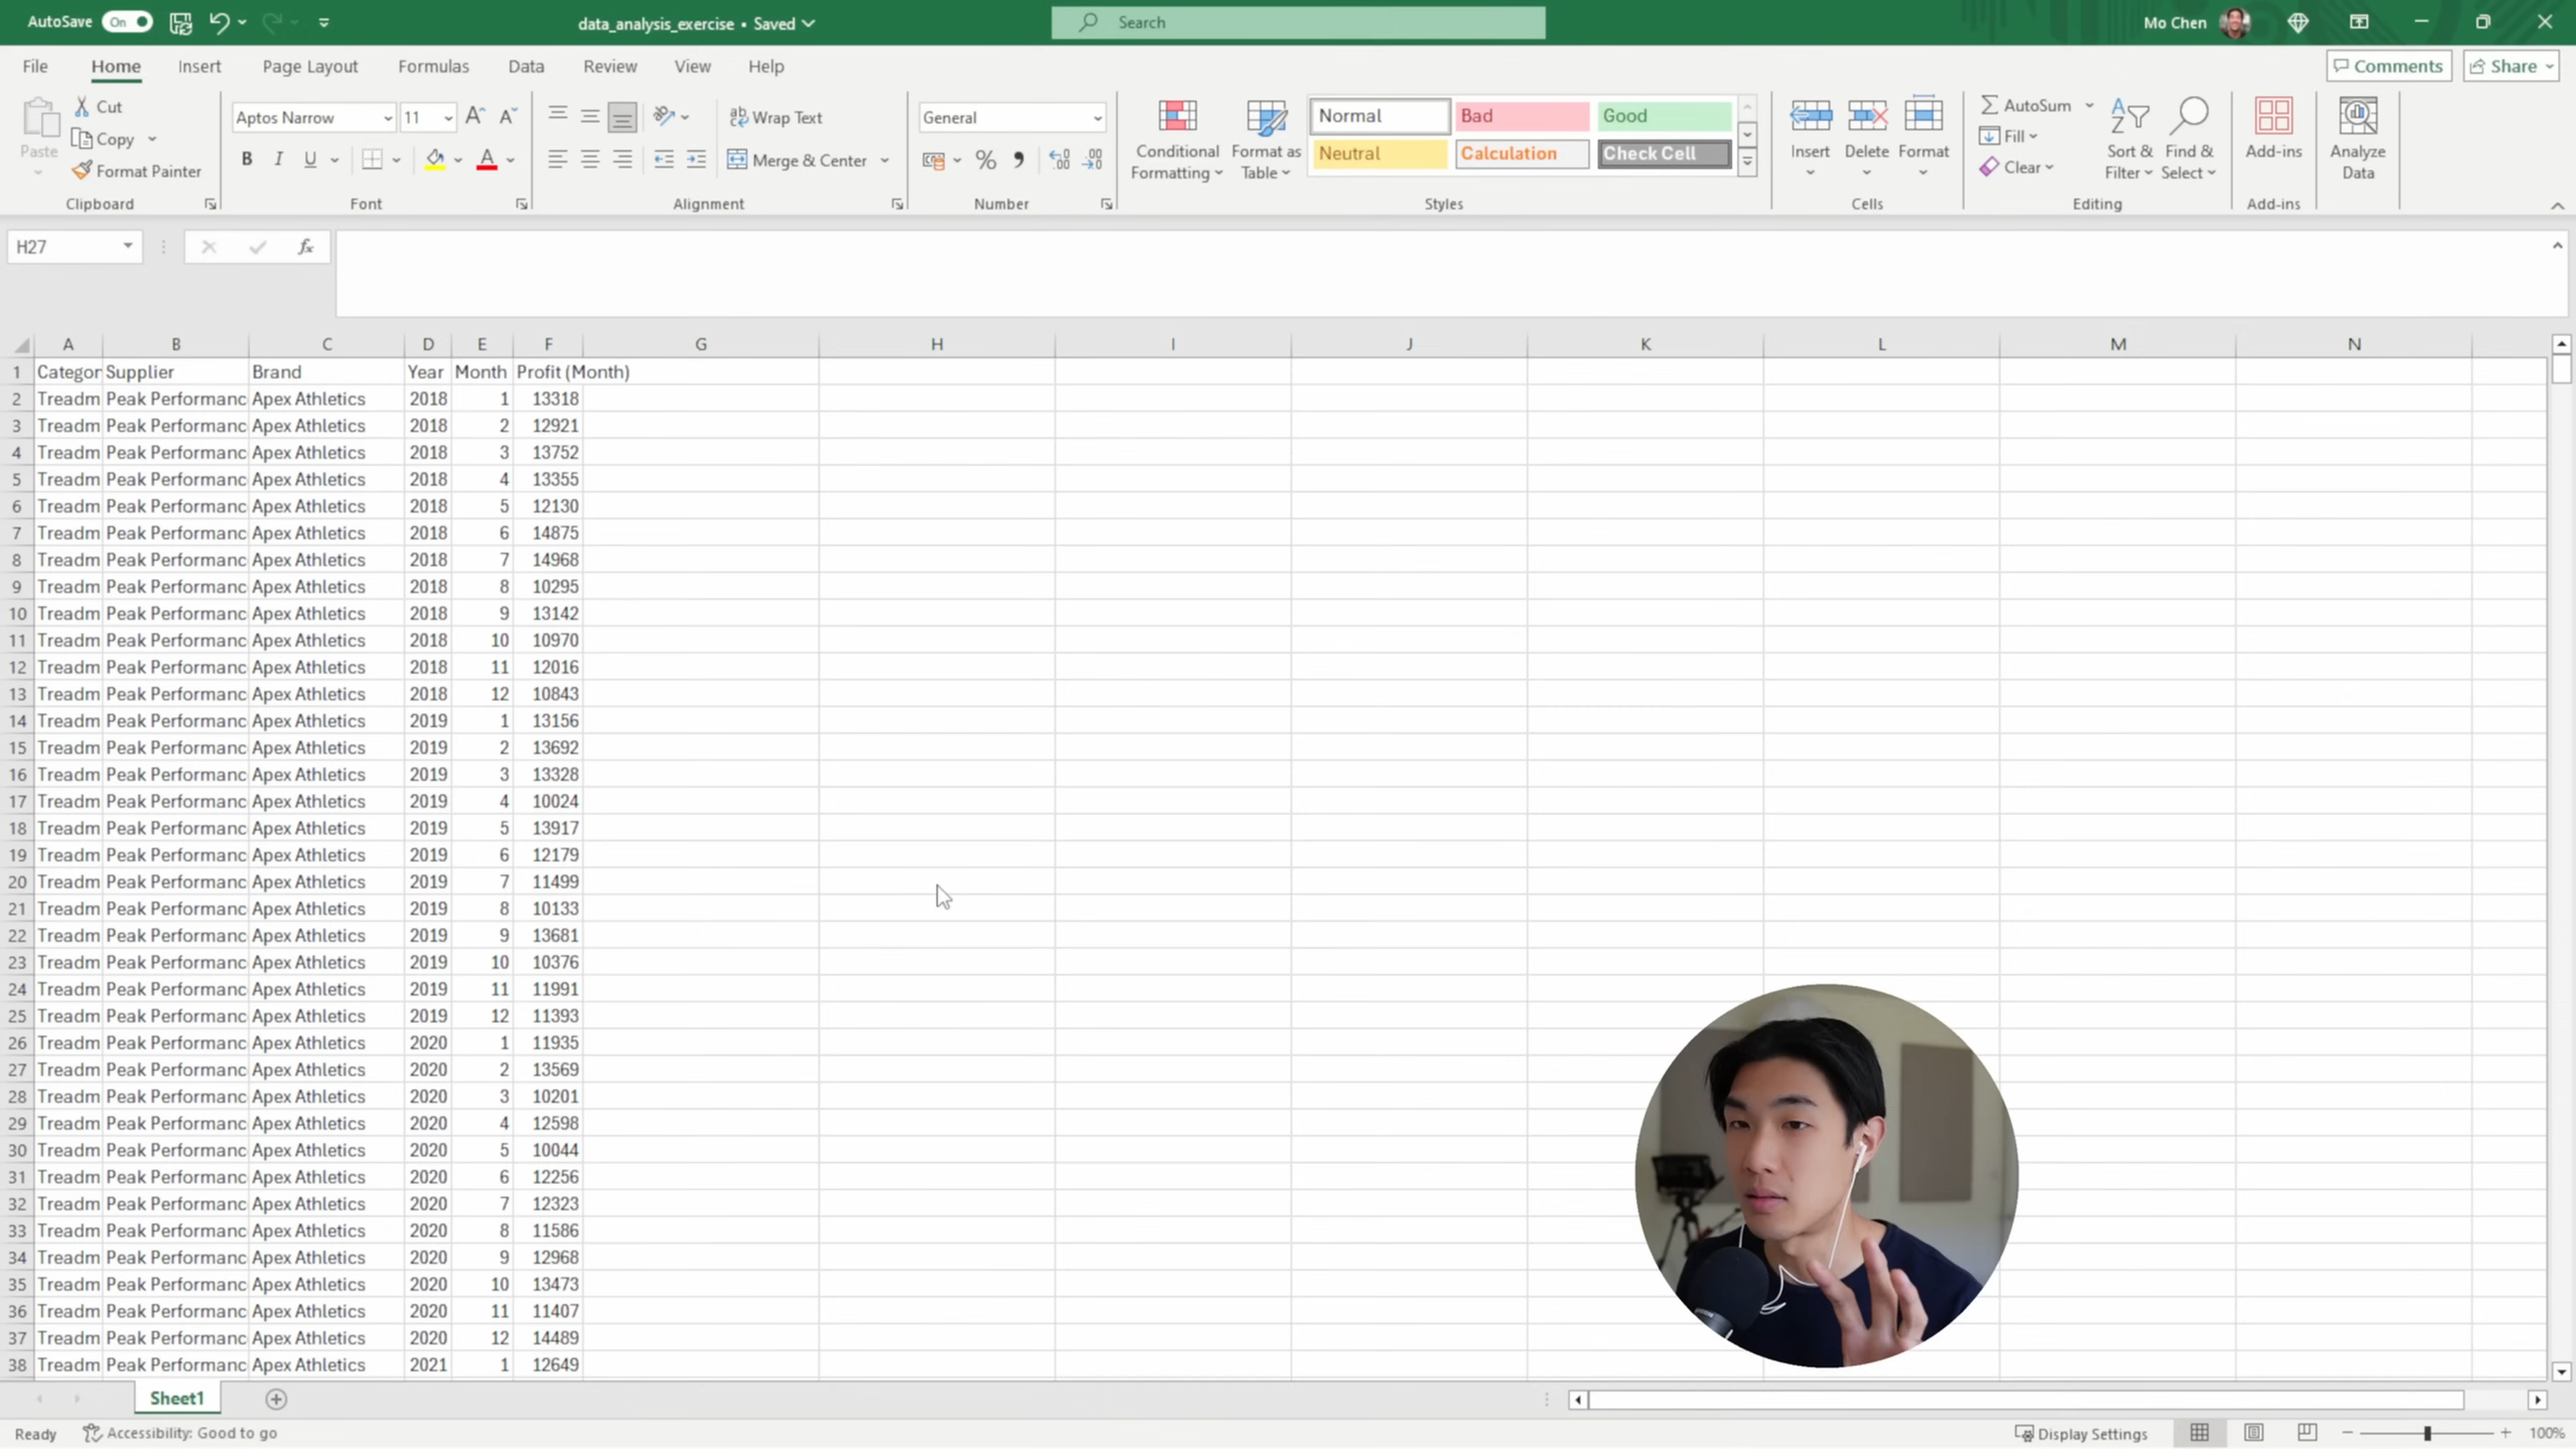 AutoSave On data_analysis_exercise • Saved Search Mo Chen
File Home Insert Page Layout Formulas Data Review View Help Comments Share
Paste Cut Copy Format Painter Clipboard
Aptos Narrow 11 B I U A Font
ab Wrap Text Merge & Center Alignment
General % Number
Conditional Formatting Format as Table Normal Bad Good Neutral Calculation Check Cell Styles
Insert Delete Format Cells
AutoSum Fill Clear Sort & Filter Find & Select Editing
Add-ins Add-ins
Analyze Data
H27 fx
A B C D E F G H I J K L M N
1 Categor Supplier Brand Year Month Profit (Month)
2 Treadm Peak Performanc Apex Athletics 2018 1 13318
3 Treadm Peak Performanc Apex Athletics 2018 2 12921
4 Treadm Peak Performanc Apex Athletics 2018 3 13752
5 Treadm Peak Performanc Apex Athletics 2018 4 13355
6 Treadm Peak Performanc Apex Athletics 2018 5 12130
7 Treadm Peak Performanc Apex Athletics 2018 6 14875
8 Treadm Peak Performanc Apex Athletics 2018 7 14968
9 Treadm Peak Performanc Apex Athletics 2018 8 10295
10 Treadm Peak Performanc Apex Athletics 2018 9 13142
11 Treadm Peak Performanc Apex Athletics 2018 10 10970
12 Treadm Peak Performanc Apex Athletics 2018 11 12016
13 Treadm Peak Performanc Apex Athletics 2018 12 10843
14 Treadm Peak Performanc Apex Athletics 2019 1 13156
15 Treadm Peak Performanc Apex Athletics 2019 2 13692
16 Treadm Peak Performanc Apex Athletics 2019 3 13328
17 Treadm Peak Performanc Apex Athletics 2019 4 10024
18 Treadm Peak Performanc Apex Athletics 2019 5 13917
19 Treadm Peak Performanc Apex Athletics 2019 6 12179
20 Treadm Peak Performanc Apex Athletics 2019 7 11499
21 Treadm Peak Performanc Apex Athletics 2019 8 10133
22 Treadm Peak Performanc Apex Athletics 2019 9 13681
23 Treadm Peak Performanc Apex Athletics 2019 10 10376
24 Treadm Peak Performanc Apex Athletics 2019 11 11991
25 Treadm Peak Performanc Apex Athletics 2019 12 11393
26 Treadm Peak Performanc Apex Athletics 2020 1 11935
27 Treadm Peak Performanc Apex Athletics 2020 2 13569
28 Treadm Peak Performanc Apex Athletics 2020 3 10201
29 Treadm Peak Performanc Apex Athletics 2020 4 12598
30 Treadm Peak Performanc Apex Athletics 2020 5 10044
31 Treadm Peak Performanc Apex Athletics 2020 6 12256
32 Treadm Peak Performanc Apex Athletics 2020 7 12323
33 Treadm Peak Performanc Apex Athletics 2020 8 11586
34 Treadm Peak Performanc Apex Athletics 2020 9 12968
35 Treadm Peak Performanc Apex Athletics 2020 10 13473
36 Treadm Peak Performanc Apex Athletics 2020 11 11407
37 Treadm Peak Performanc Apex Athletics 2020 12 14489
38 Treadm Peak Performanc Apex Athletics 2021 1 12649
Sheet1
Ready Accessibility: Good to go Display Settings 100%